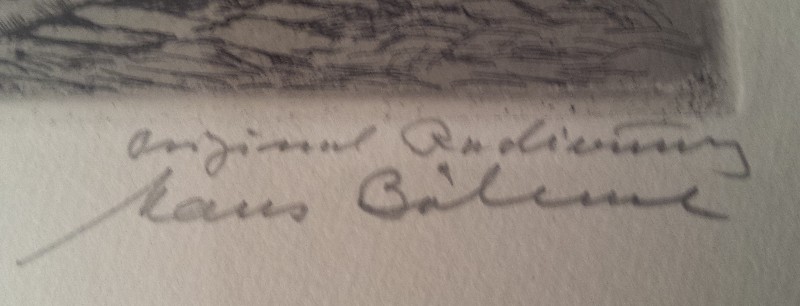 Original Radierung
Hans Böhme